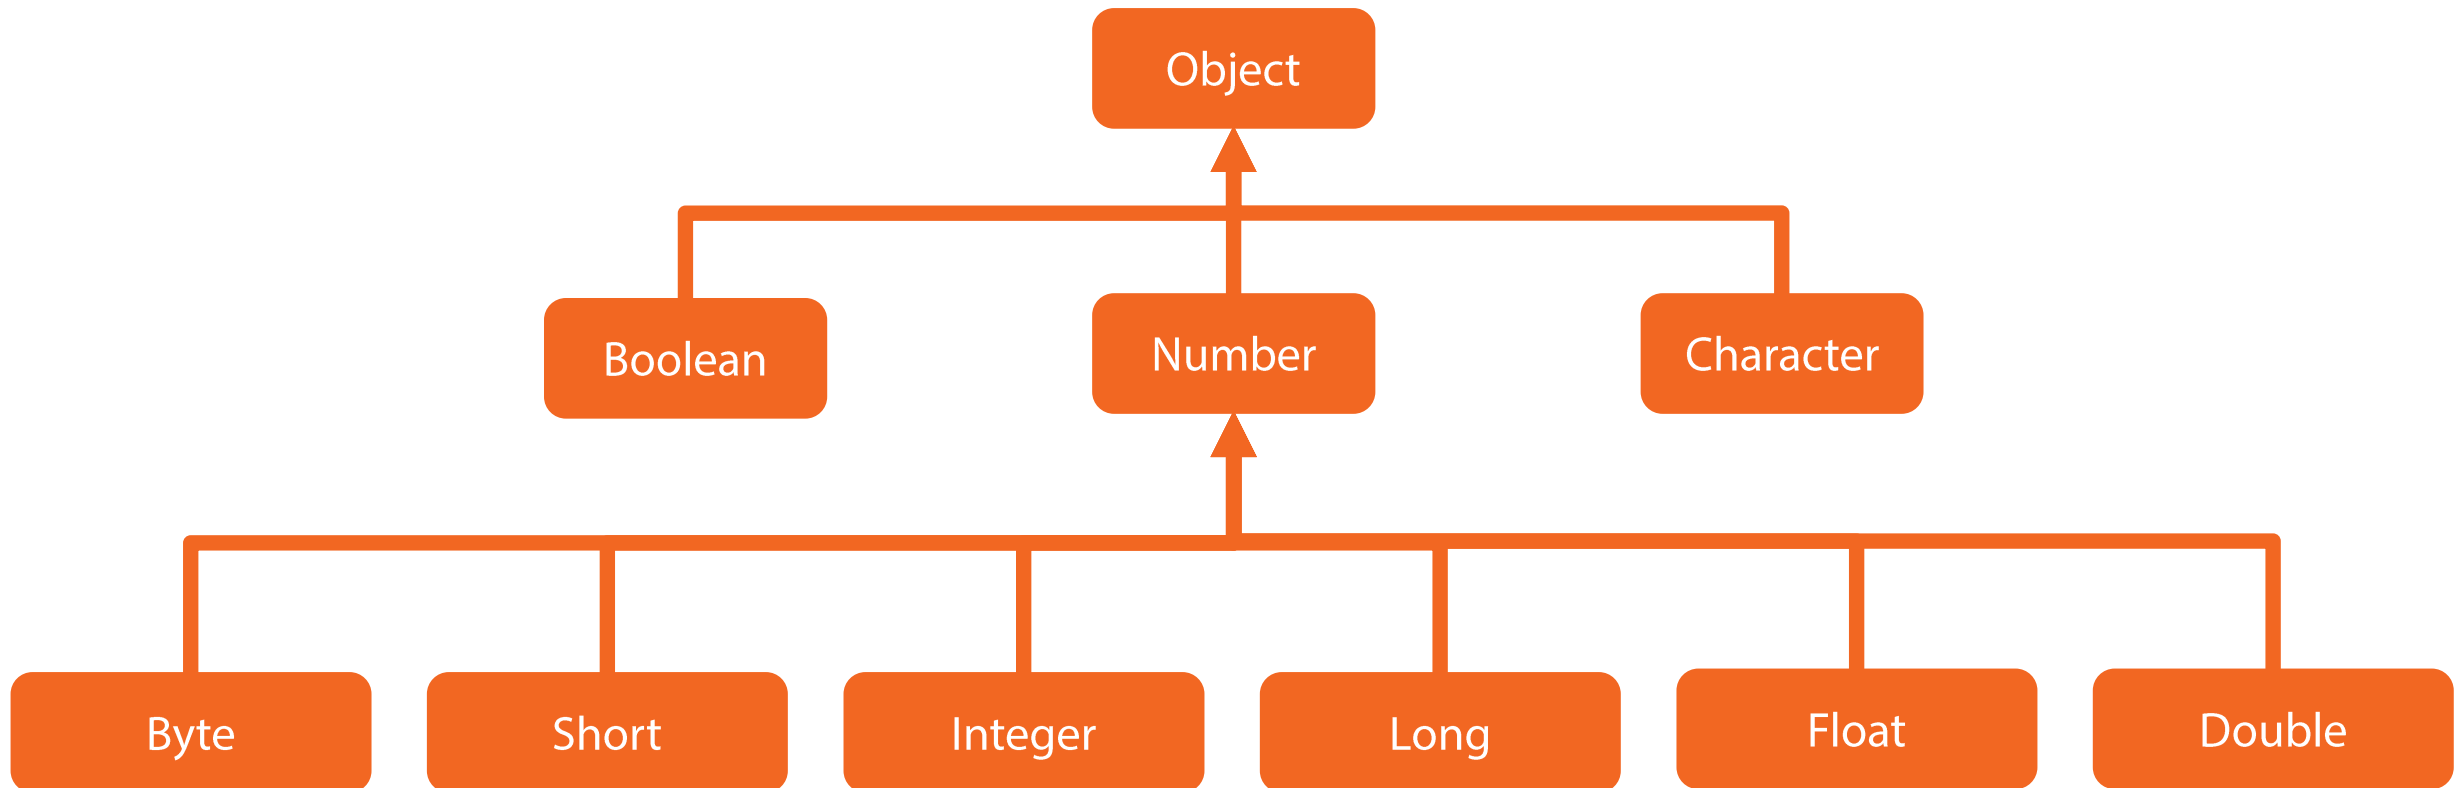 Object
Boolean
Number
Character
Byte
Short
Integer
Long
Float
Double